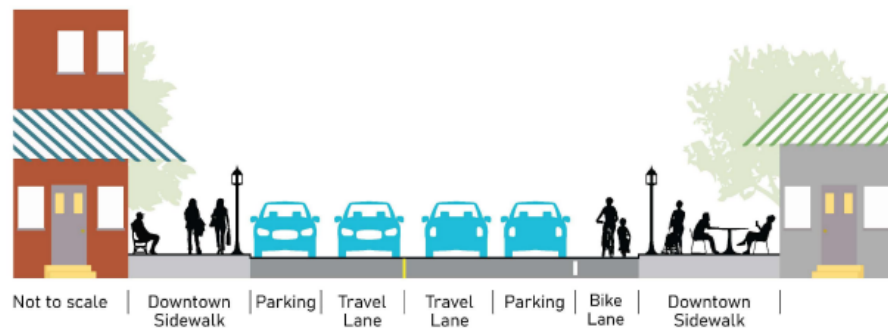 Not to scale
Downtown
Sidewalk
Parking
Travel
Lane
Travel
Lane
Parking
Bike
Lane
Downtown
Sidewalk